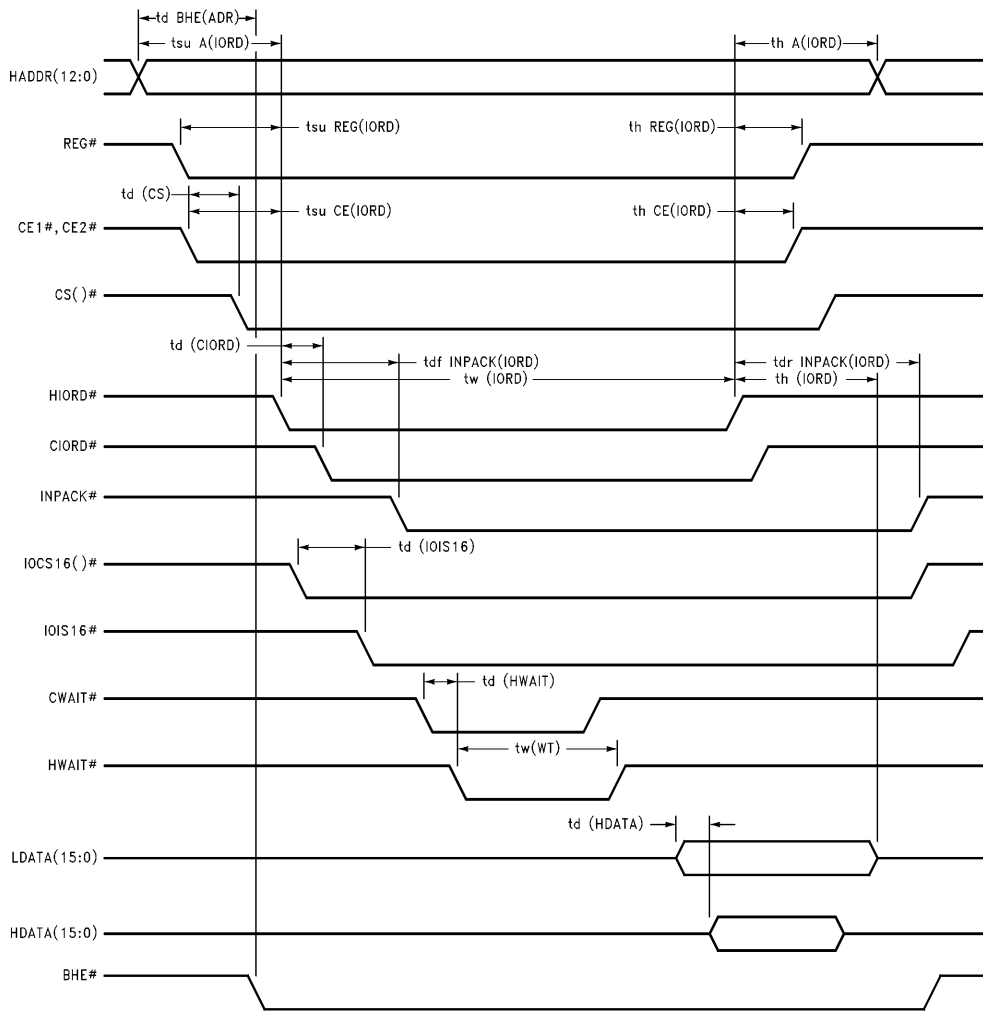 td BHE(ADR)
tsu A(IORD)
th A(IORD)
HADDR(12:0)
tsu REG(IORD)
th REG(IORD)
REG#
td (CS)
tsu CE(IORD)
th CE(IORD)
CE1#,CE2#
CS()#
td (CIORD)
tdf INPACK(IORD)
tdr INPACK(IORD)
tw (IORD)
th (IORD)
HIORD#
CIORD#
INPACK#
td (IOIS16)
IOCS16()#
IOIS16#
td (HWAIT)
CWAIT#
tw(WT)
HWAIT#
td (HDATA)
LDATA(15:0)
HDATA(15:0)
BHE#